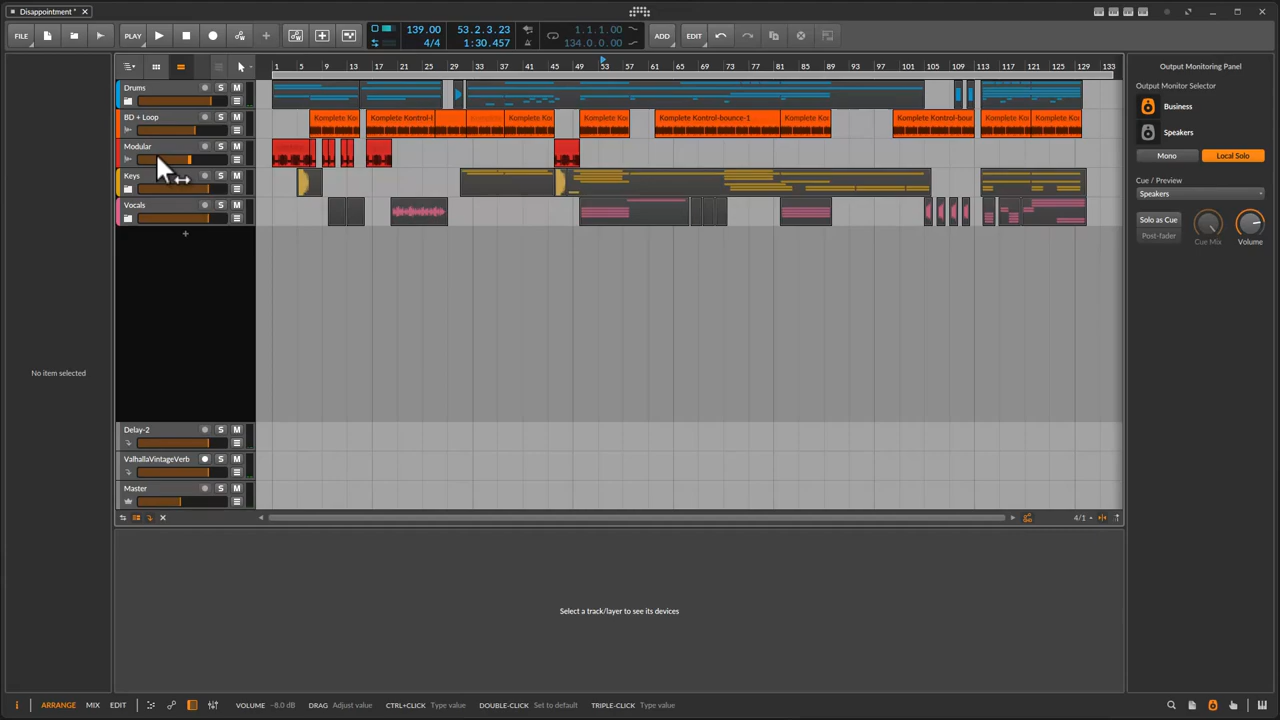 Disappointment *
FILE
PLAY
139.00
4/4
53.2.3.23
1:30.457
1.1.1.00
134.0.0.00
ADD
EDIT
1 5 9 13 17 21 25 29 33 37 41 45 49 53 57 61 65 69 73 77 81 85 89 93 97 101 105 109 113 117 121 125 129 133
Drums S M
BD + Loop S M
Komplete Ko Komplete Kontrol-l Komplete Ko Komplete Ko Komplete Kontrol-bounce-1 Komplete Ko Komplete Kontrol-bou Komplete Ko Komplete Ko
Modular S M
Keys S M
Vocals S M
+
Delay-2 S M
ValhallaVintageVerb S M
Master S M
4/1
No item selected
Select a track/layer to see its devices
Output Monitoring Panel
Output Monitor Selector
Business
Speakers
Mono Local Solo
Cue / Preview
Speakers
Solo as Cue
Post-fader
Cue Mix Volume
i ARRANGE MIX EDIT VOLUME −8.0 dB DRAG Adjust value CTRL+CLICK Type value DOUBLE-CLICK Set to default TRIPLE-CLICK Type value